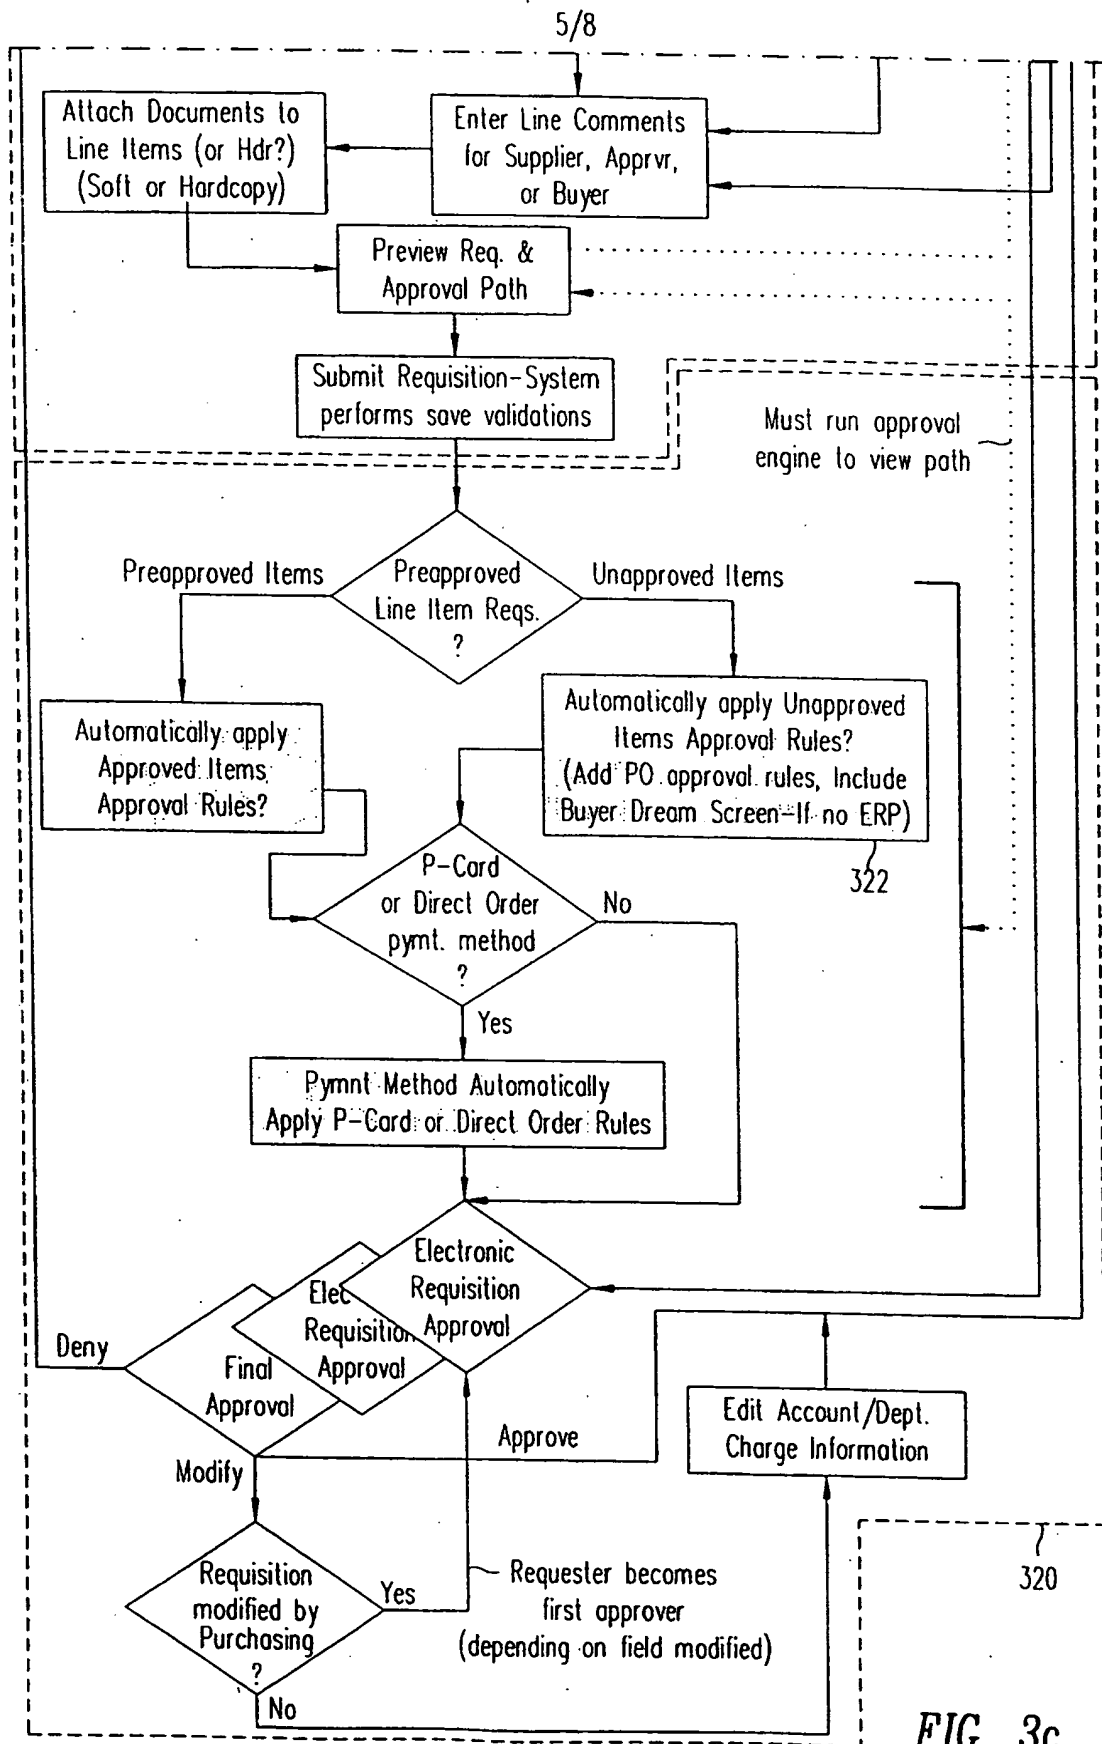 5/8
Attach Documents to
Line Items (or Hdr?)
(Soft or Hardcopy)
Enter Line Comments
for Supplier, Apprvr,
or Buyer
Preview Req. &
Approval Path
Submit Requisition-System
performs save validations
Must run approval
engine to view path
Preapproved Items
Preapproved
Line Item Reqs.
?
Unapproved Items
Automatically apply
Approved Items
Approval Rules?
Automatically apply Unapproved
Items Approval Rules?
(Add PO approval rules, Include
Buyer Dream Screen-If no ERP)
322
P-Card
or Direct Order
pymt. method
?
No
Yes
Pymnt Method Automatically
Apply P-Card or Direct Order Rules
Electronic
Requisition
Approval
Elec
Requisition
Approval
Final
Approval
Deny
Approve
Modify
Edit Account/Dept.
Charge Information
Requisition
modified by
Purchasing
?
Yes
No
Requester becomes
first approver
(depending on field modified)
320
FIG. 3c